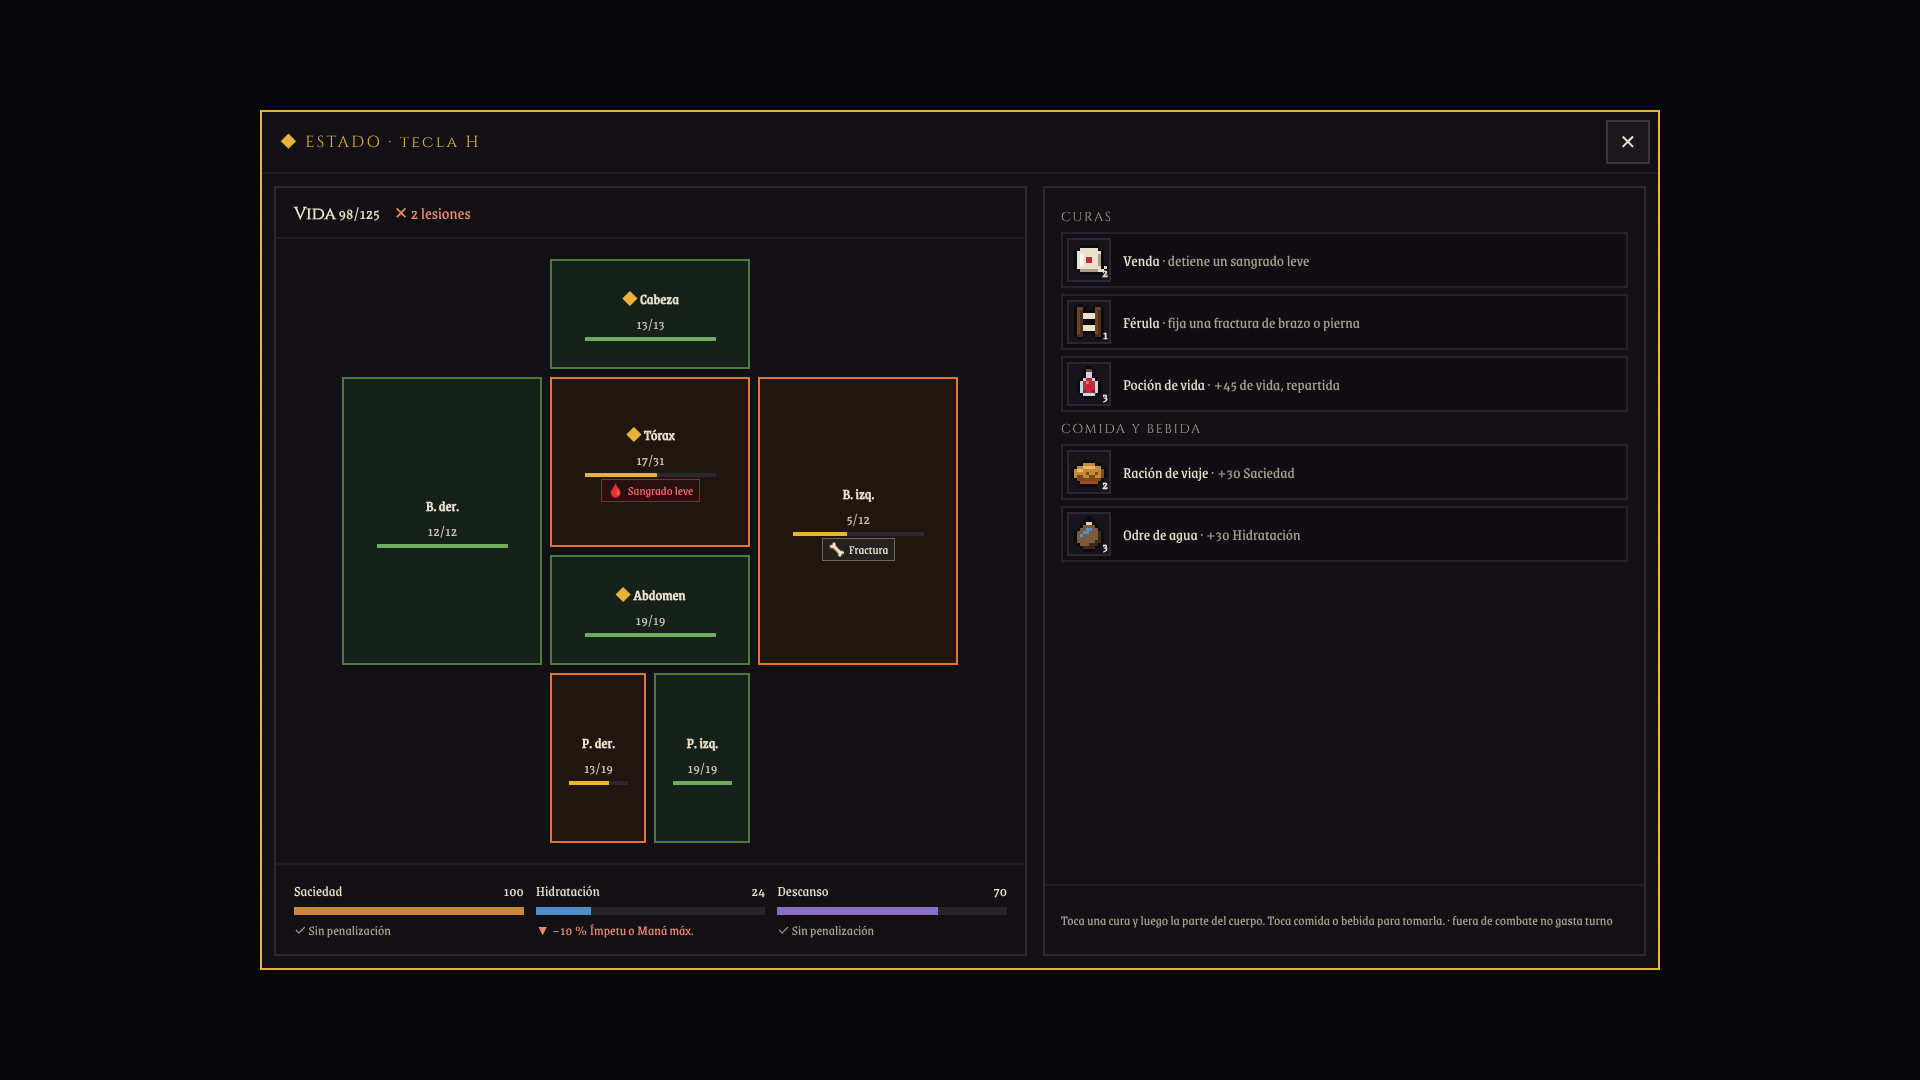 ESTADO · TECLA H
VIDA 98/125 ✕ 2 lesiones
Cabeza
13/13
B. der.
12/12
Tórax
17/31
Sangrado leve
B. izq.
5/12
Fractura
Abdomen
19/19
P. der.
13/19
P. izq.
19/19
Saciedad 100
✓ Sin penalización
Hidratación 24
▼ −10 % Ímpetu o Maná máx.
Descanso 70
✓ Sin penalización
CURAS
2
Venda · detiene un sangrado leve
1
Férula · fija una fractura de brazo o pierna
3
Poción de vida · +45 de vida, repartida
COMIDA Y BEBIDA
2
Ración de viaje · +30 Saciedad
3
Odre de agua · +30 Hidratación
Toca una cura y luego la parte del cuerpo. Toca comida o bebida para tomarla. · fuera de combate no gasta turno